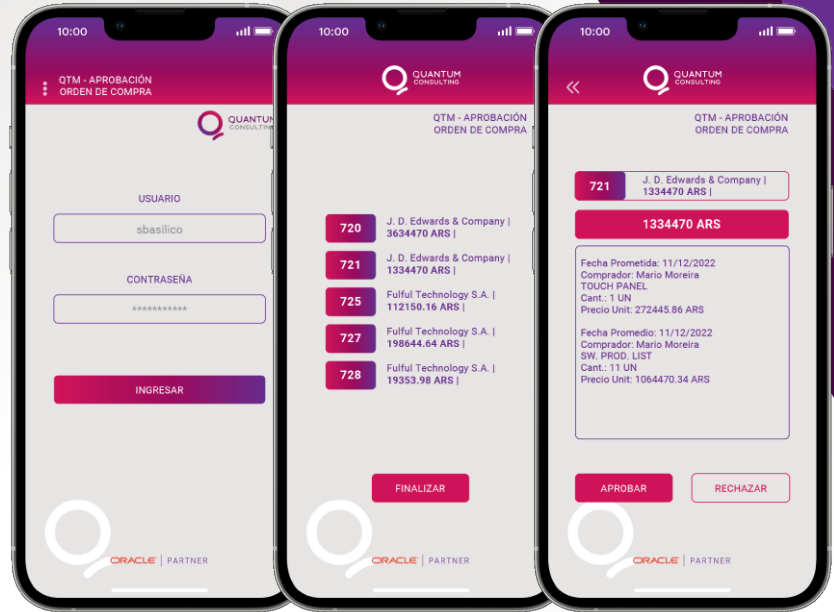 10:00
QTM - APROBACIÓN
ORDEN DE COMPRA
QUANTUM
CONSULTING
USUARIO
sbasilico
CONTRASEÑA
***********
INGRESAR
ORACLE | PARTNER
10:00
QUANTUM
CONSULTING
QTM - APROBACIÓN
ORDEN DE COMPRA
720
J. D. Edwards & Company |
3634470 ARS |
721
J. D. Edwards & Company |
1334470 ARS |
725
Fulful Technology S.A. |
112150.16 ARS |
727
Fulful Technology S.A. |
198644.64 ARS |
728
Fulful Technology S.A. |
19353.98 ARS |
FINALIZAR
ORACLE | PARTNER
10:00
QUANTUM
CONSULTING
QTM - APROBACIÓN
ORDEN DE COMPRA
721
J. D. Edwards & Company |
1334470 ARS |
1334470 ARS
Fecha Prometida: 11/12/2022
Comprador: Mario Moreira
TOUCH PANEL
Cant.: 1 UN
Precio Unit: 272445.86 ARS
Fecha Promedio: 11/12/2022
Comprador: Mario Moreira
SW. PROD. LIST
Cant.: 11 UN
Precio Unit: 1064470.34 ARS
APROBAR
RECHAZAR
ORACLE | PARTNER